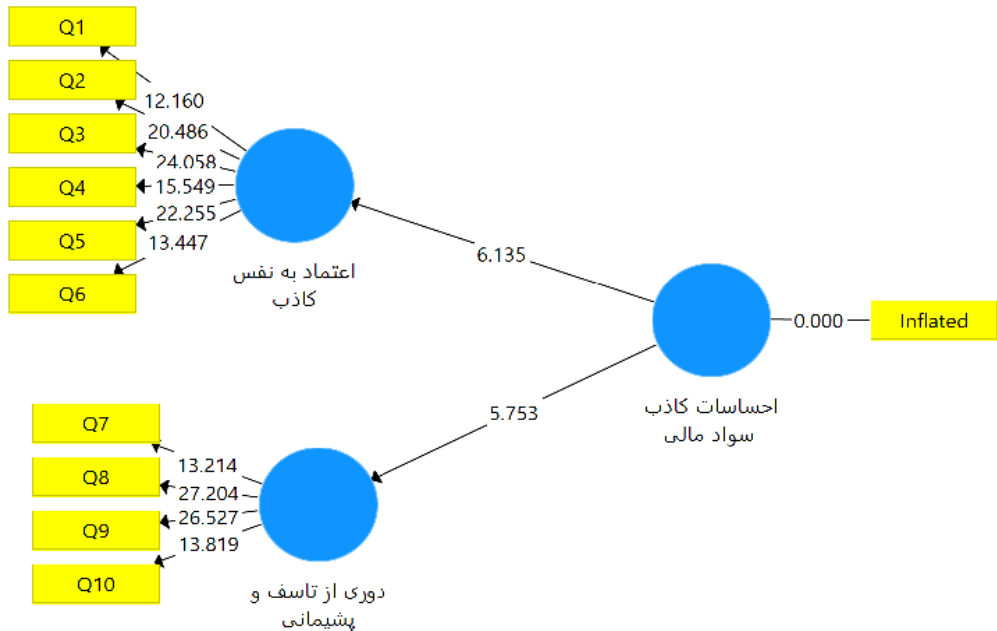 Q1
Q2
Q3
Q4
Q5
Q6
12.160
20.486
24.058
15.549
22.255
13.447
اعتماد به نفس
کاذب
6.135
5.753
0.000
Inflated
احساسات کاذب
سواد مالی
Q7
Q8
Q9
Q10
13.214
27.204
26.527
13.819
دوری از تاسف و
پشیمانی